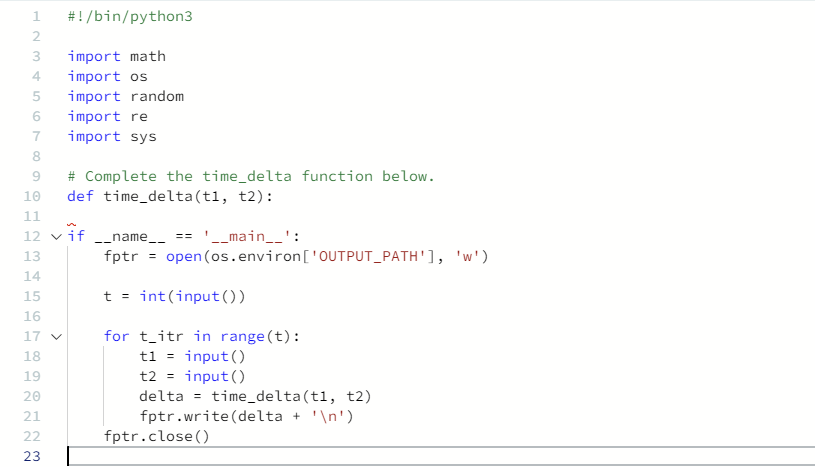 1 #!/bin/python3
2
3 import math
4 import os
5 import random
6 import re
7 import sys
8
9 # Complete the time_delta function below.
10 def time_delta(t1, t2):
11
12 if __name__ == '__main__':
13     fptr = open(os.environ['OUTPUT_PATH'], 'w')
14
15     t = int(input())
16
17     for t_itr in range(t):
18         t1 = input()
19         t2 = input()
20         delta = time_delta(t1, t2)
21         fptr.write(delta + '\n')
22     fptr.close()
23